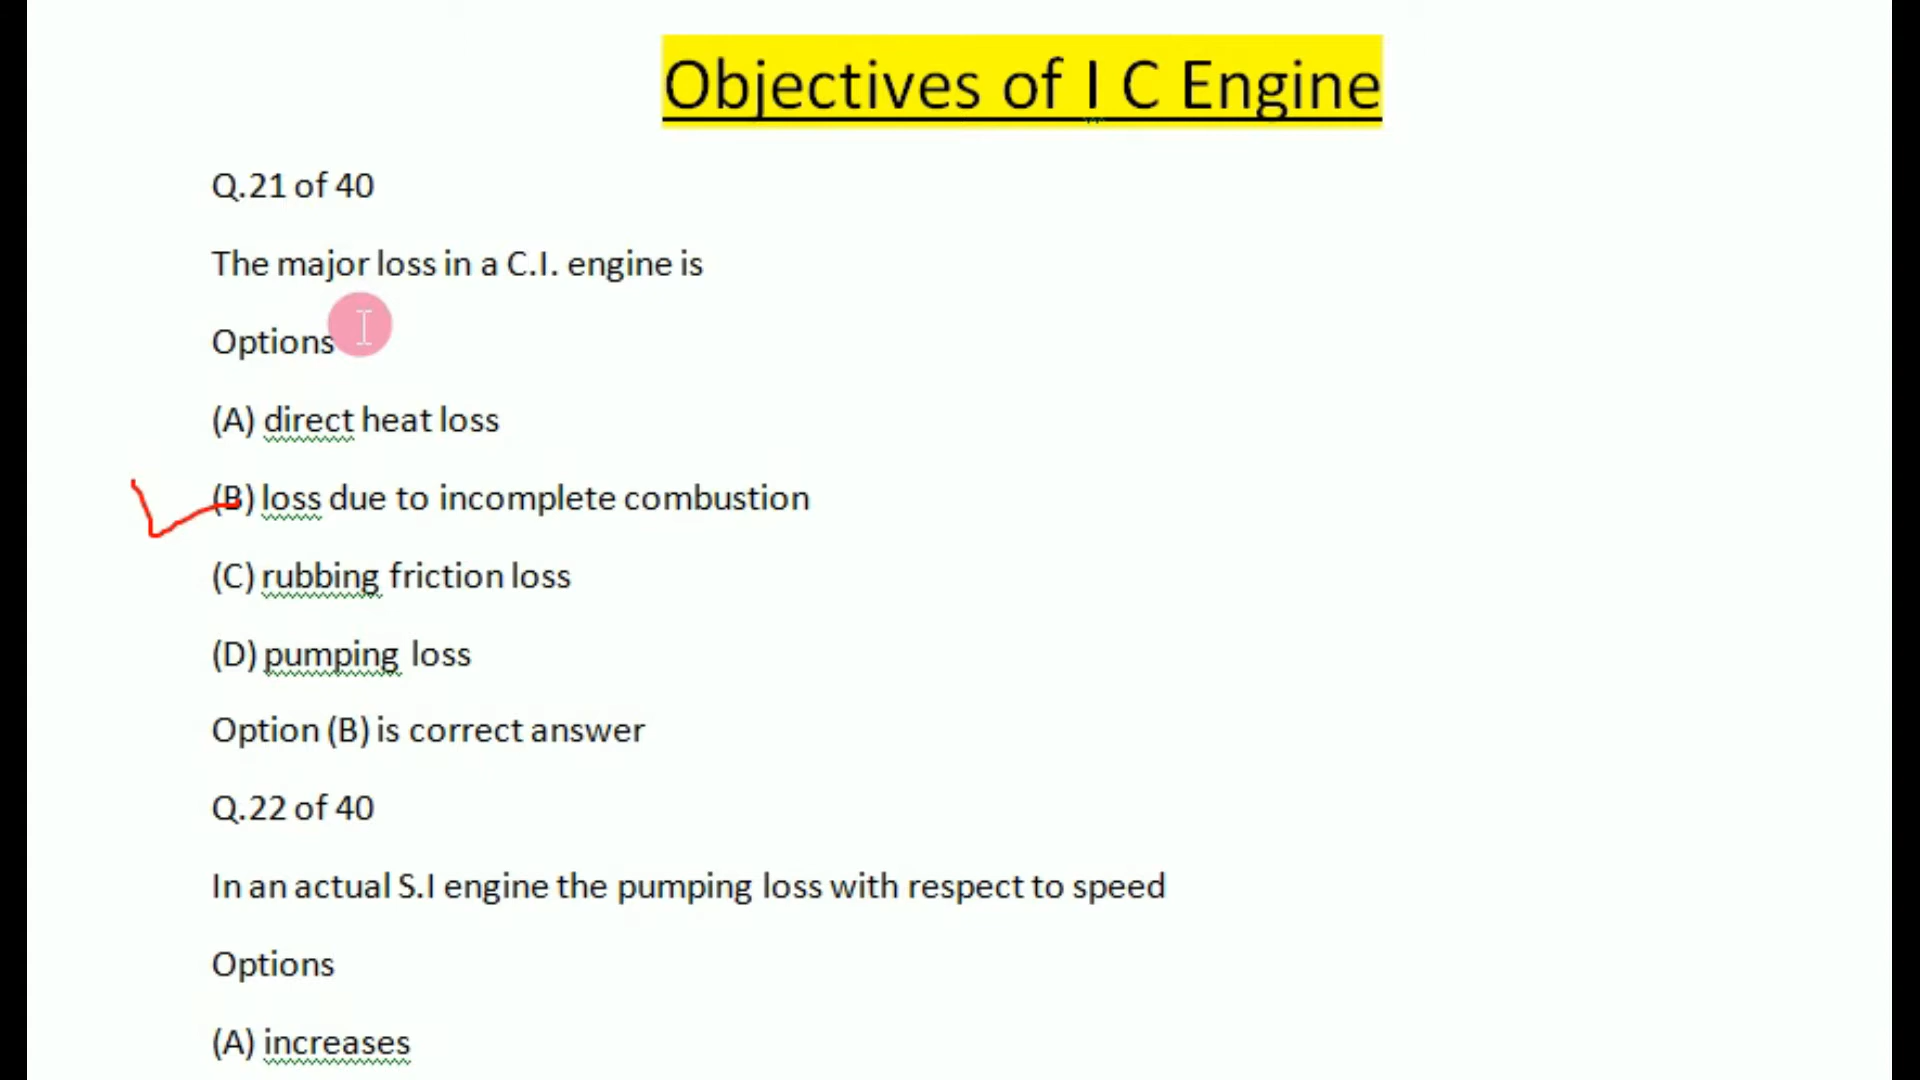 Objectives of I C Engine
Q.21 of 40
The major loss in a C.I. engine is
Options
(A) direct heat loss
(B) loss due to incomplete combustion
(C) rubbing friction loss
(D) pumping loss
Option (B) is correct answer
Q.22 of 40
In an actual S.I engine the pumping loss with respect to speed
Options
(A) increases